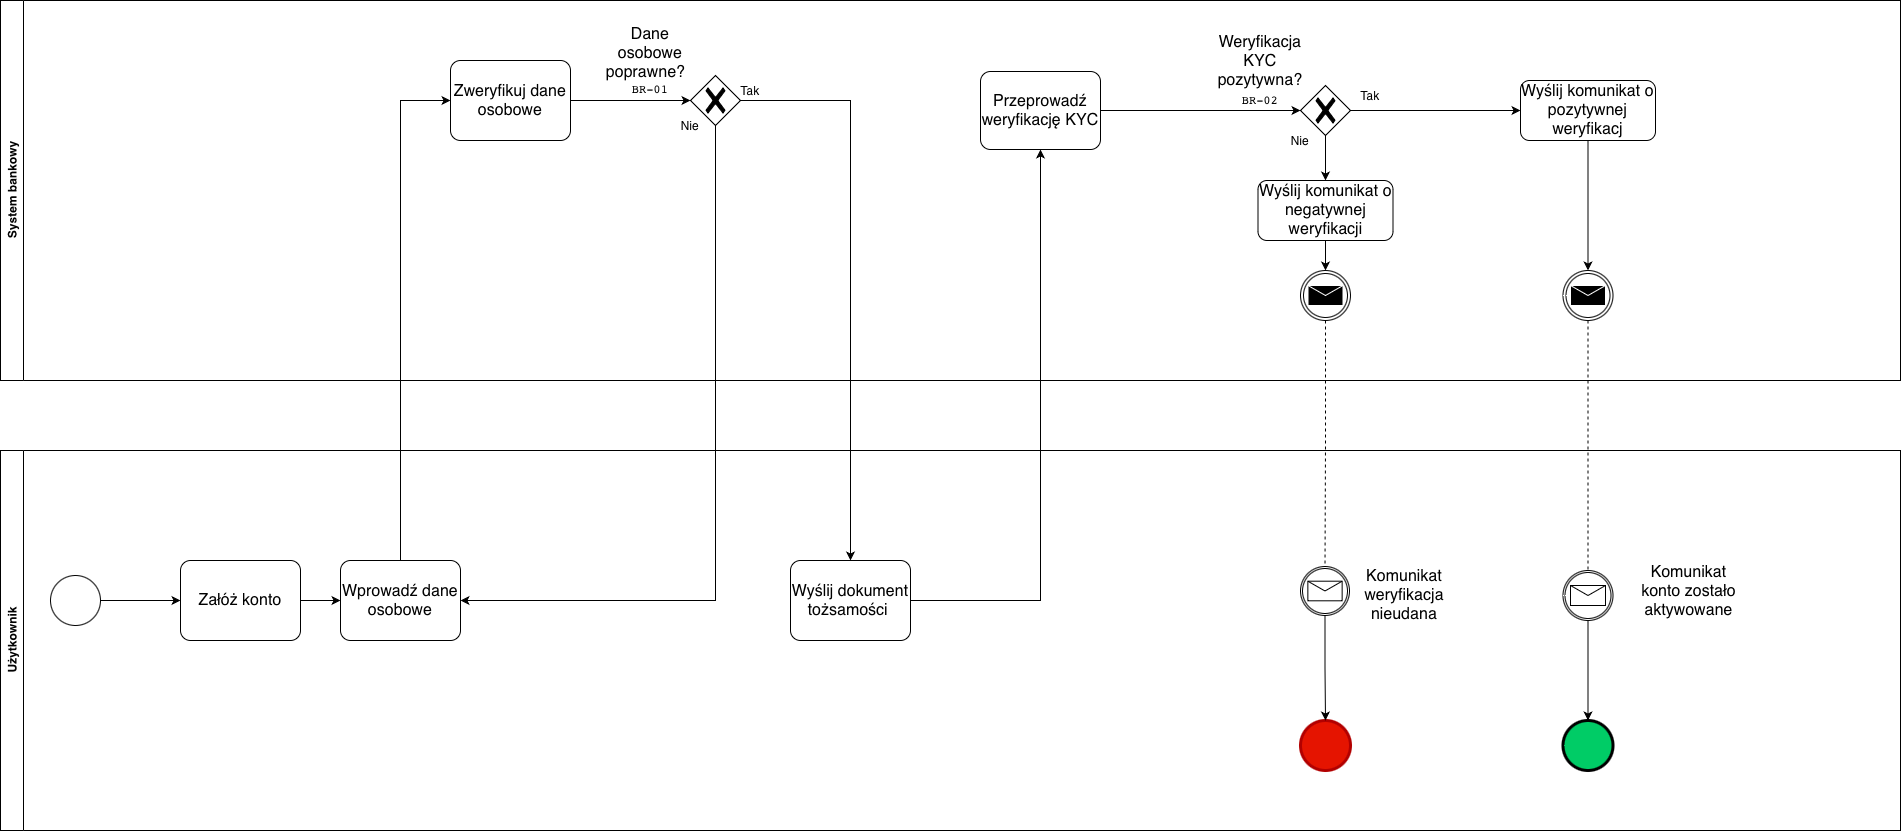 System bankowy
Zweryfikuj dane
osobowe
Dane
osobowe
poprawne?
BR-01
Tak
Nie
Przeprowadź
weryfikację KYC
Weryfikacja
KYC
pozytywna?
BR-02
Tak
Nie
Wyślij komunikat o
pozytywnej
weryfikacj
Wyślij komunikat o
negatywnej
weryfikacji
Użytkownik
Załóż konto
Wprowadź dane
osobowe
Wyślij dokument
tożsamości
Komunikat
weryfikacja
nieudana
Komunikat
konto zostało
aktywowane